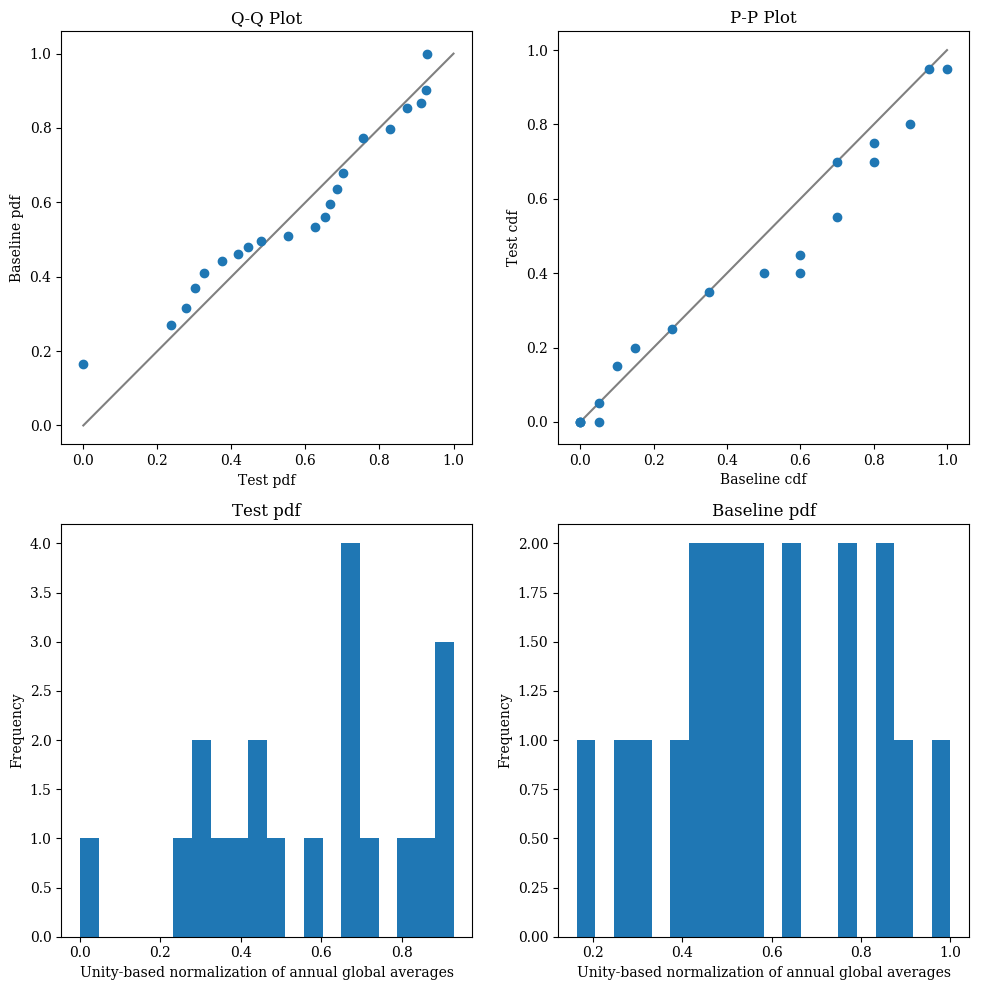 Q-Q Plot
1.0
0.8
0.6
0.4
0.2
0.0
Baseline pdf
0.0 0.2 0.4 0.6 0.8 1.0
Test pdf
P-P Plot
1.0
0.8
0.6
0.4
0.2
0.0
Test cdf
0.0 0.2 0.4 0.6 0.8 1.0
Baseline cdf
Test pdf
4.0
3.5
3.0
2.5
2.0
1.5
1.0
0.5
0.0
Frequency
0.0 0.2 0.4 0.6 0.8
Unity-based normalization of annual global averages
Baseline pdf
2.00
1.75
1.50
1.25
1.00
0.75
0.50
0.25
0.00
Frequency
0.2 0.4 0.6 0.8 1.0
Unity-based normalization of annual global averages